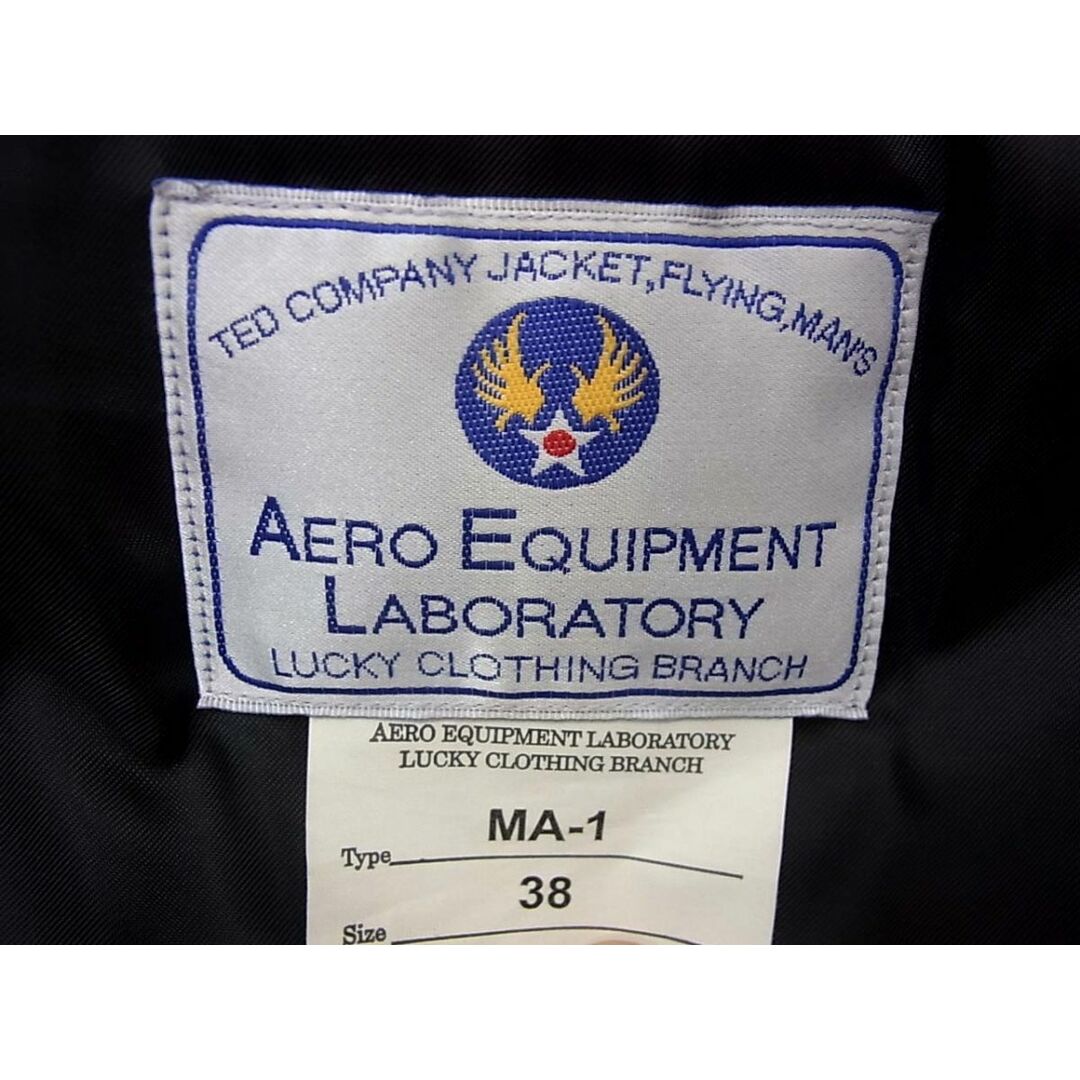 TED COMPANY JACKET,FLYING,MAN'S
AERO EQUIPMENT
LABORATORY
LUCKY CLOTHING BRANCH
AERO EQUIPMENT LABORATORY
LUCKY CLOTHING BRANCH
Type MA-1
Size 38